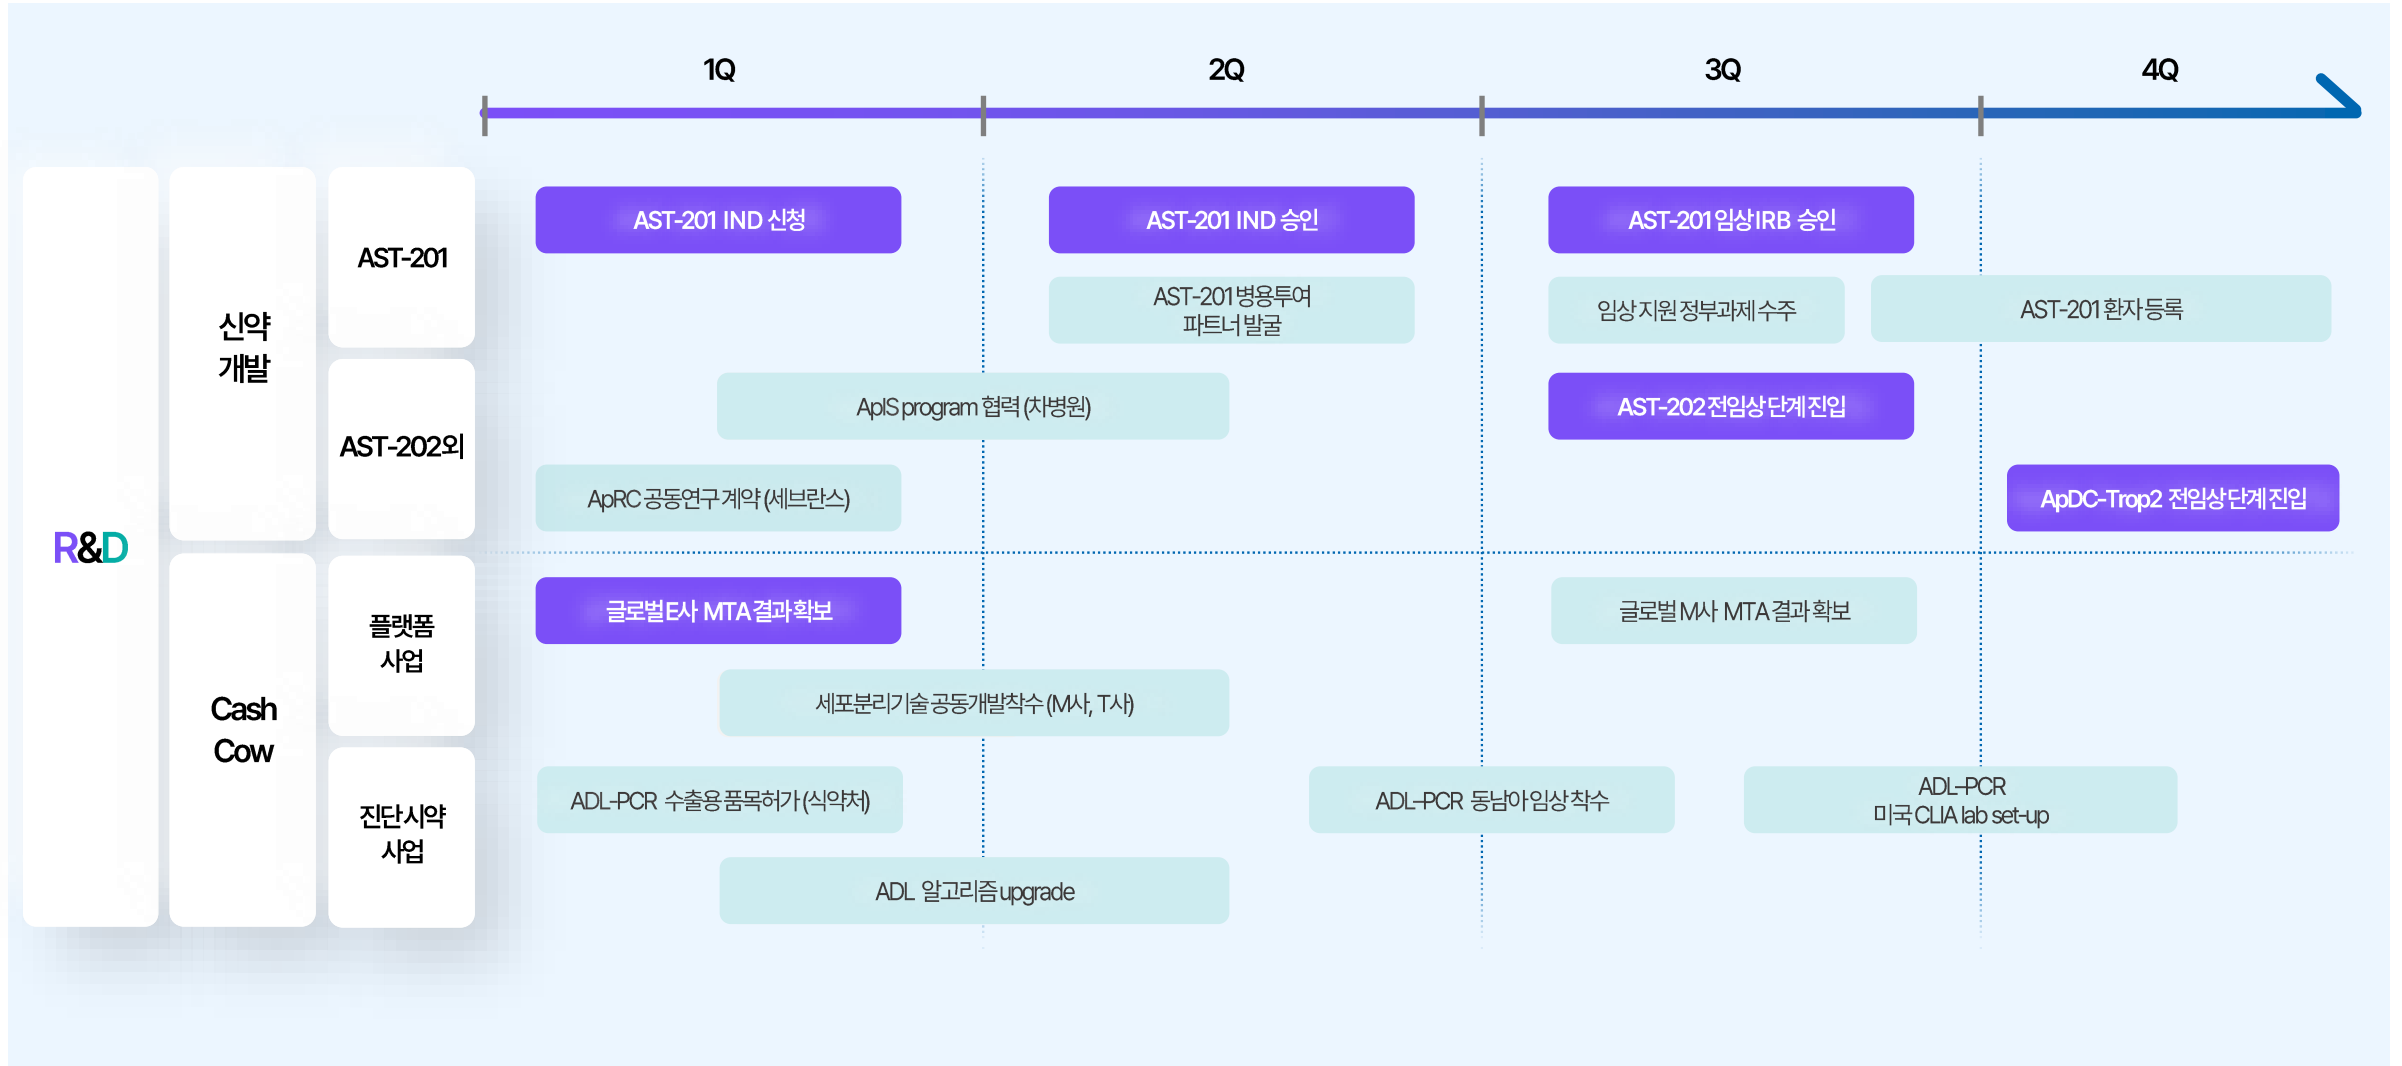 1Q
2Q
3Q
4Q
R&D
신약
개발
AST-201
AST-201 IND 신청
AST-201 IND 승인
AST-201 임상 IRB 승인
AST-201 병용투여
파트너 발굴
임상 지원 정부과제 수주
AST-201 환자 등록
AST-202외
ApIS program 협력 (차병원)
AST-202 전임상 단계 진입
ApRC 공동연구 계약 (세브란스)
ApDC-Trop2 전임상 단계 진입
Cash
Cow
플랫폼
사업
글로벌 E사 MTA 결과 확보
글로벌 M사 MTA 결과 확보
세포분리기술 공동개발착수 (M사, T사)
진단시약
사업
ADL-PCR 수출용 품목허가 (식약처)
ADL-PCR 동남아 임상 착수
ADL-PCR
미국 CLIA lab set-up
ADL 알고리즘 upgrade